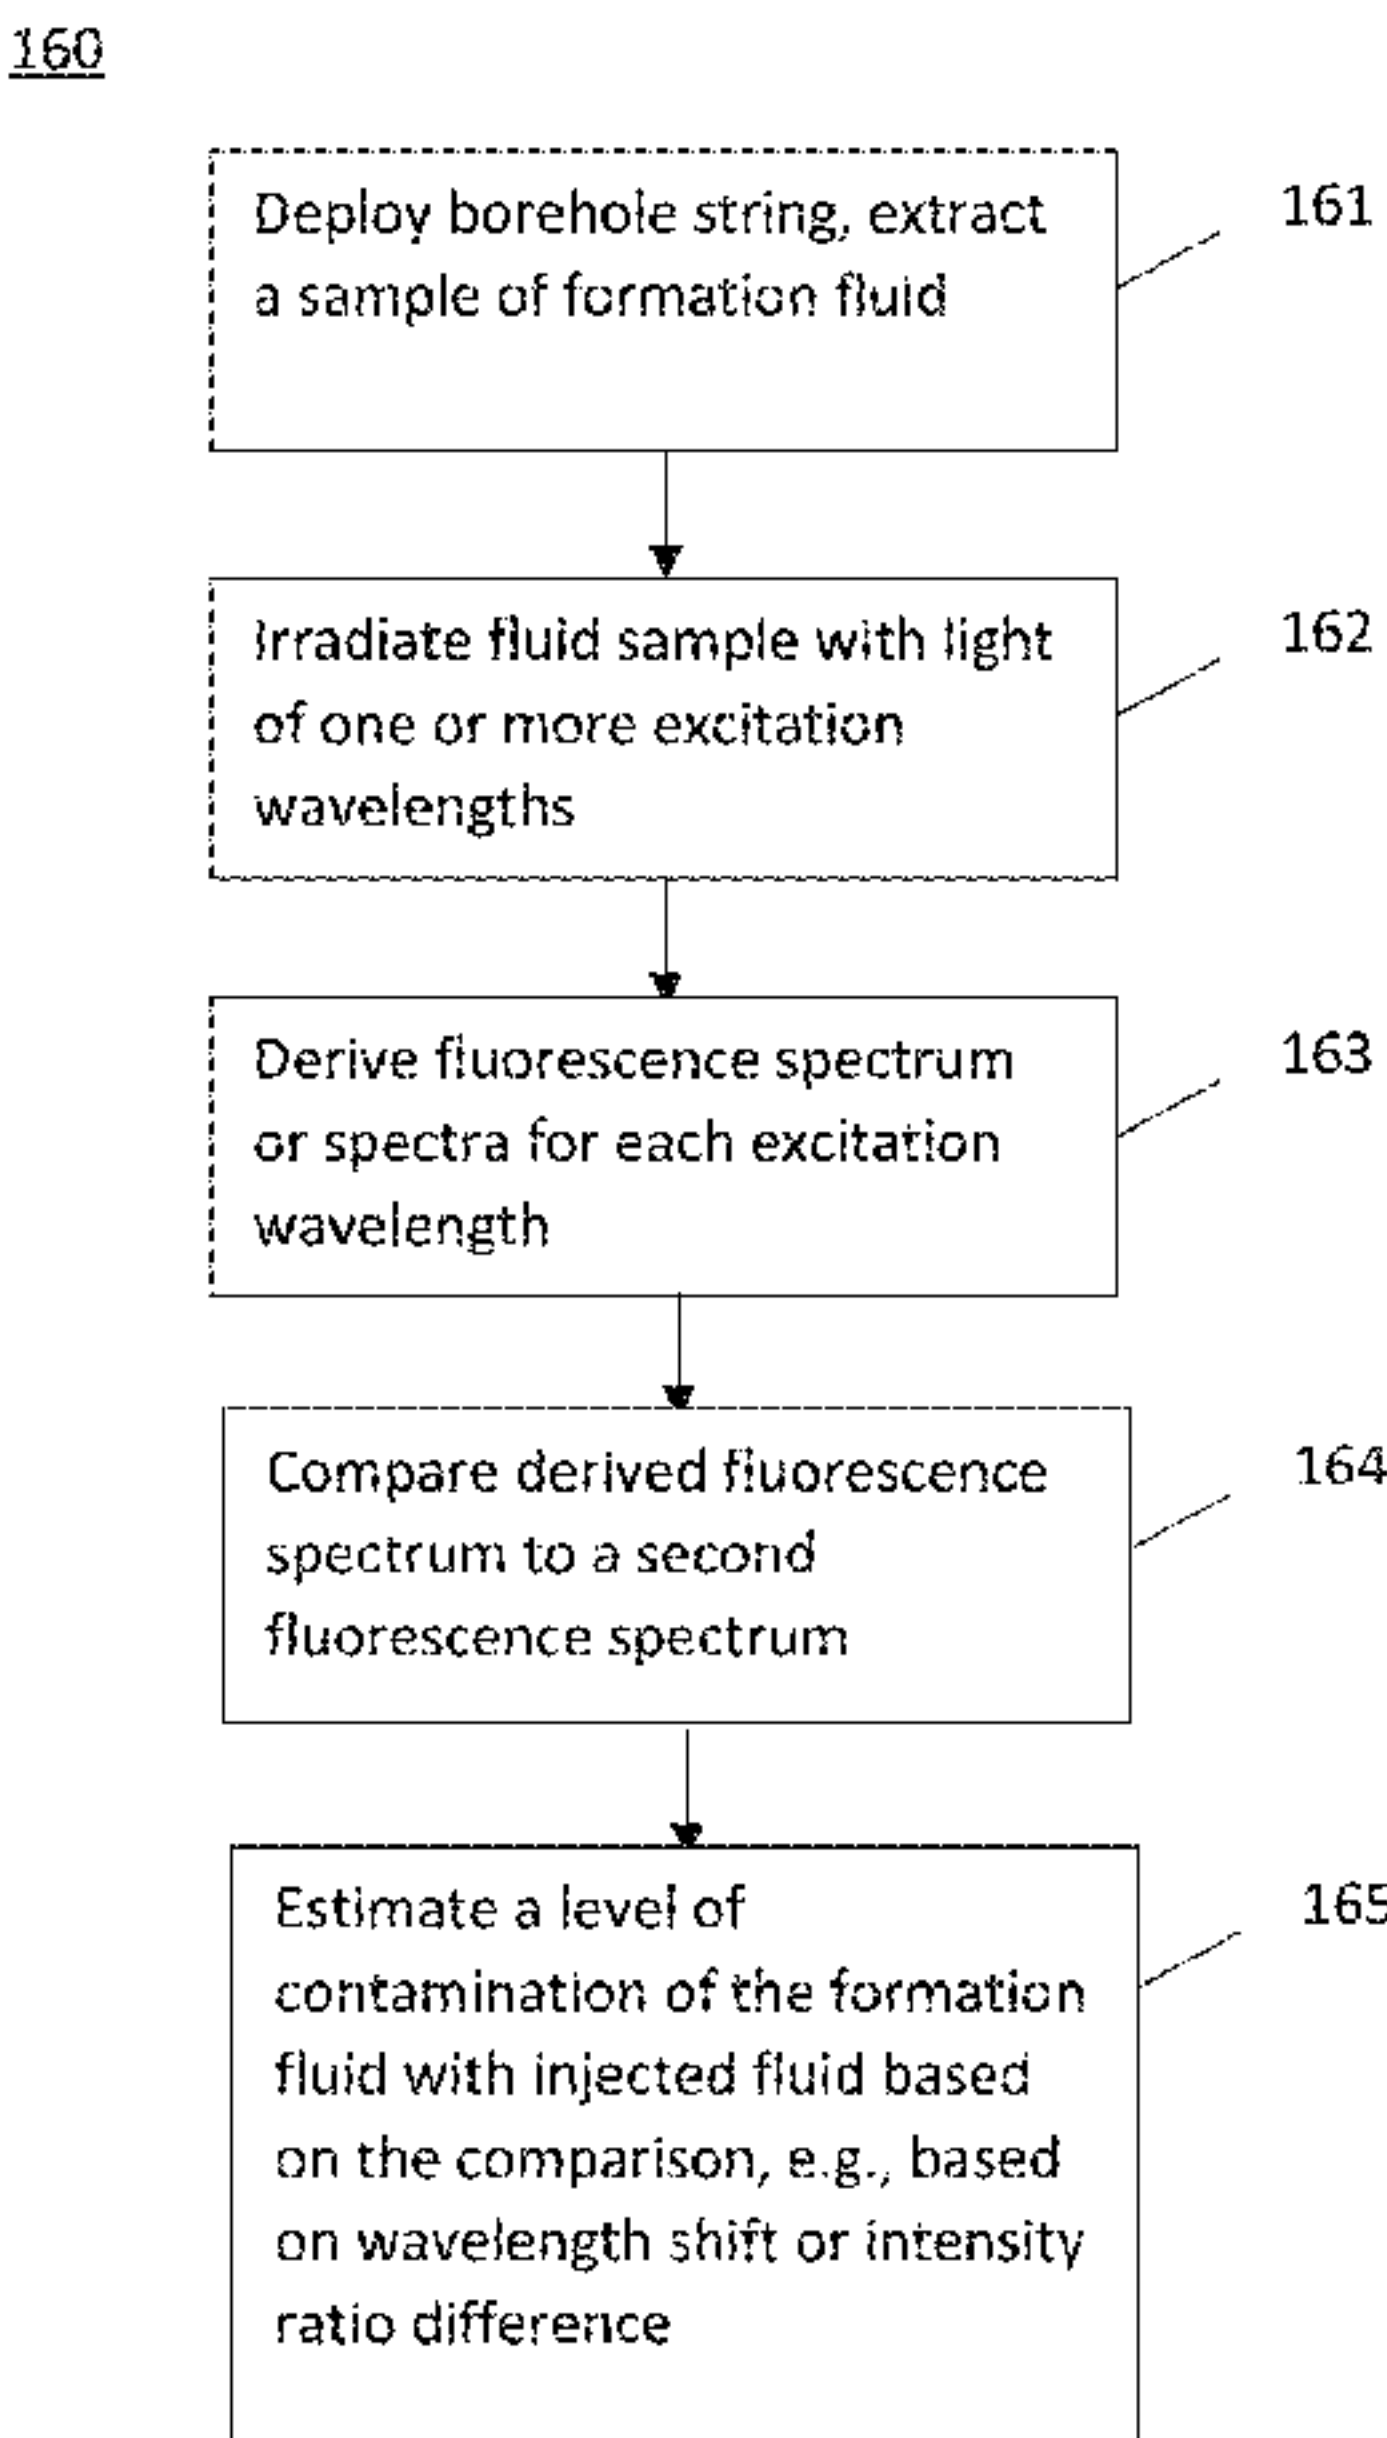 160
Deploy borehole string, extract
a sample of formation fluid
161
Irradiate fluid sample with light
of one or more excitation
wavelengths
162
Derive fluorescence spectrum
or spectra for each excitation
wavelength
163
Compare derived fluorescence
spectrum to a second
fluorescence spectrum
164
Estimate a level of
contamination of the formation
fluid with injected fluid based
on the comparison, e.g., based
on wavelength shift or intensity
ratio difference
165